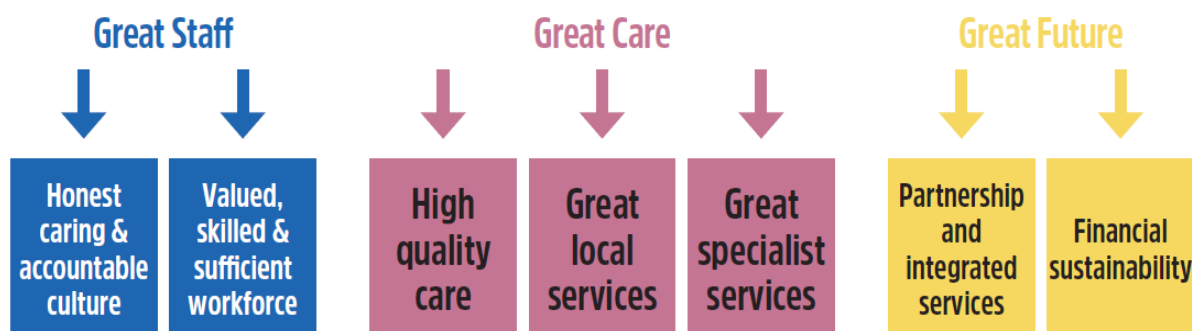 Great Staff
Great Care
Great Future
Honest
caring &
accountable
culture
Valued,
skilled &
sufficient
workforce
High
quality
care
Great
local
services
Great
specialist
services
Partnership
and
integrated
services
Financial
sustainability